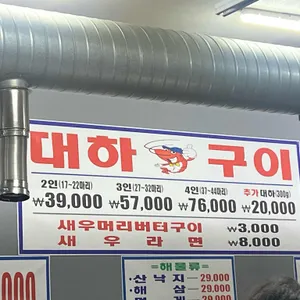 대하 구이
2인(17~22마리) 3인(27~32마리) 4인(37~44마리) 추가 대하(300g)
₩39,000 ₩57,000 ₩76,000 ₩20,000
새우머리버터구이 ₩3,000
새우라면 ₩8,000
해물류
산낙지 29,000
해삼 29,000